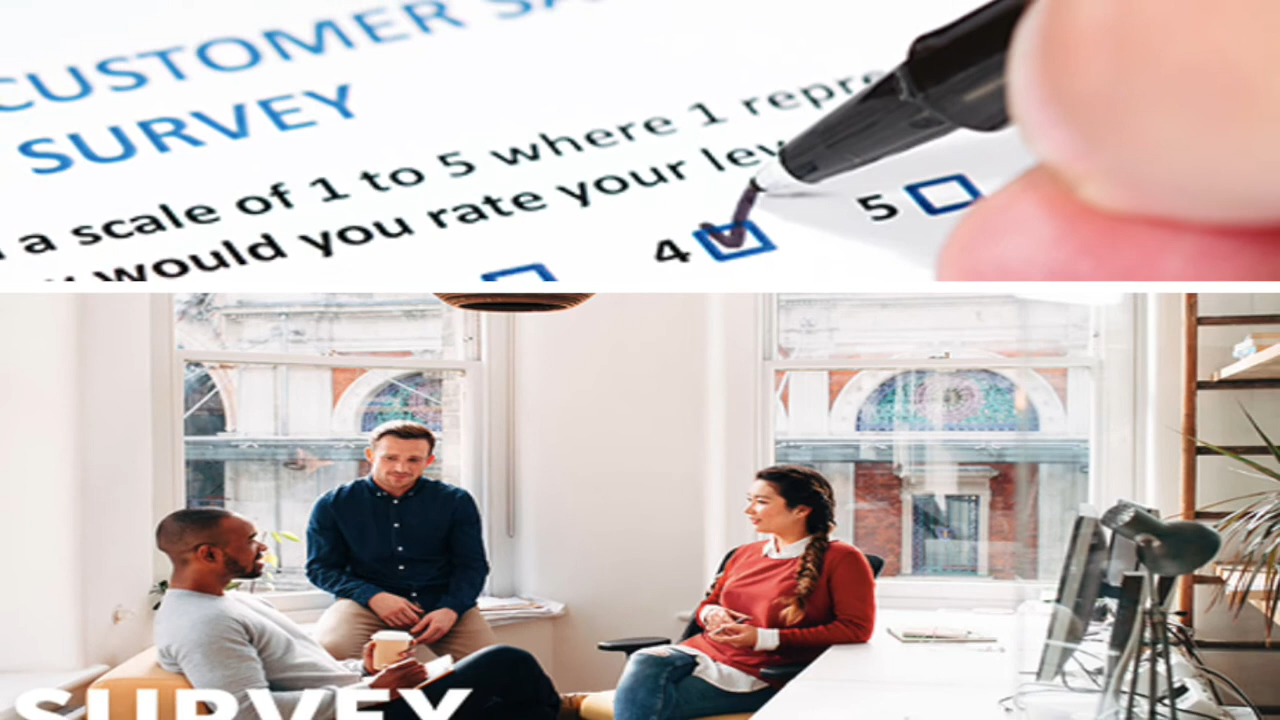 CUSTOMER
SURVEY
a scale of 1 to 5 where 1
would you rate your
4
5
SURVEY